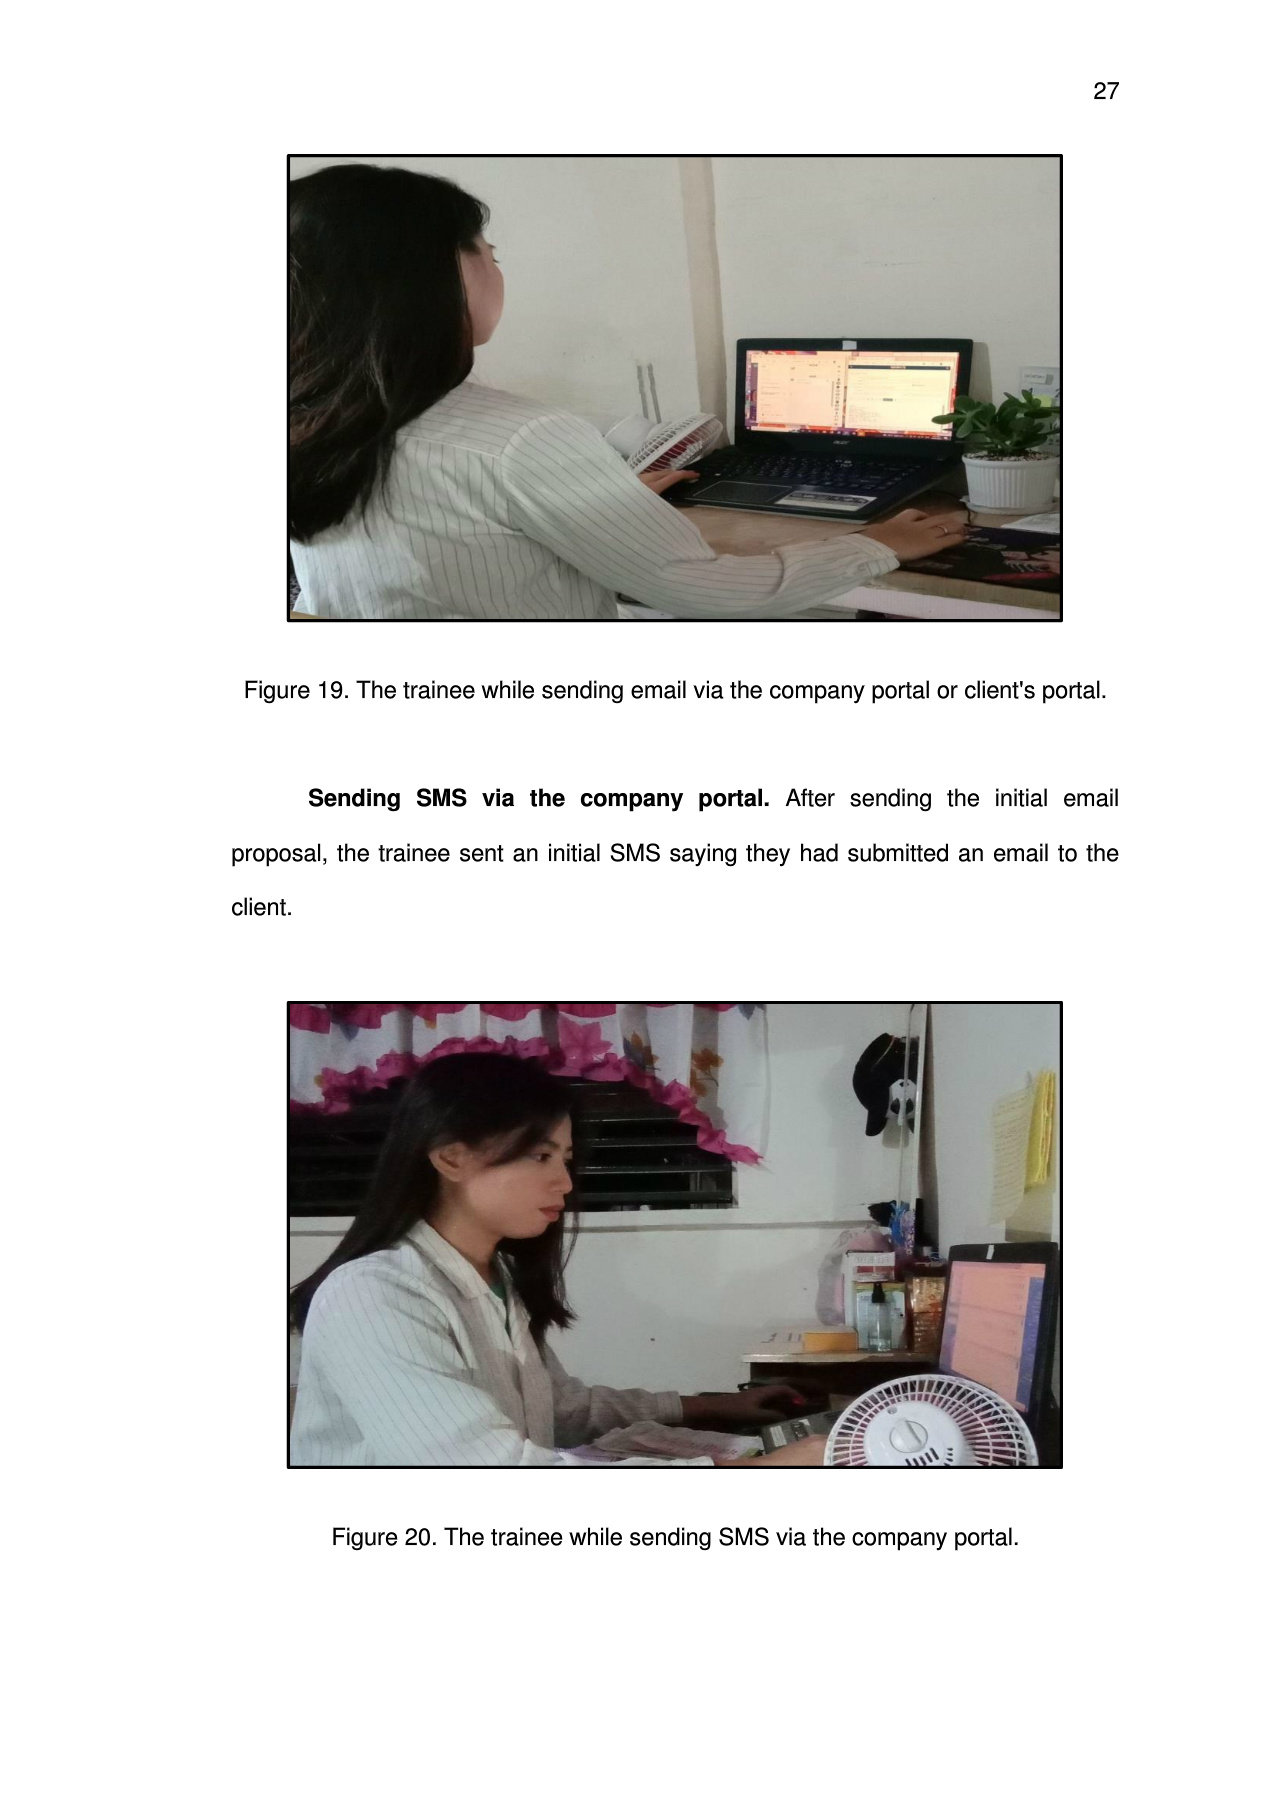 27
acer
Figure 19. The trainee while sending email via the company portal or client's portal.
Sending SMS via the company portal. After sending the initial email
proposal, the trainee sent an initial SMS saying they had submitted an email to the
client.
Figure 20. The trainee while sending SMS via the company portal.